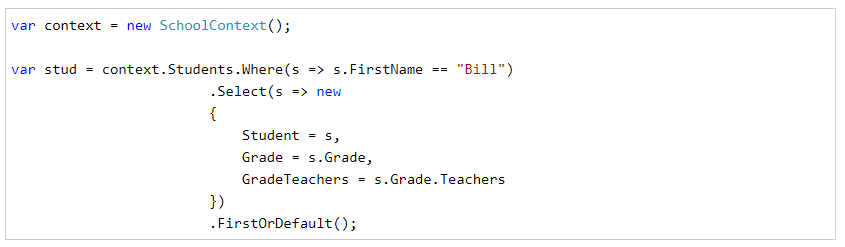 var context = new SchoolContext();
var stud = context.Students.Where(s => s.FirstName == "Bill")
.Select(s => new
{
Student = s,
Grade = s.Grade,
GradeTeachers = s.Grade.Teachers
})
.FirstOrDefault();